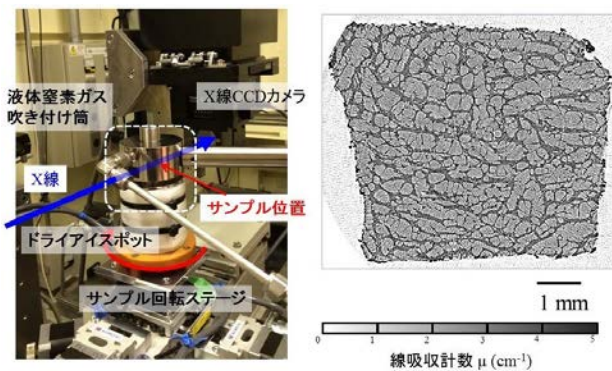 液体窒素ガス
吹き付け筒
X線CCDカメラ
X線
サンプル位置
ドライアイスポット
サンプル回転ステージ
1 mm
0 1 2 3 4 5
線吸収計数 μ (cm⁻¹)